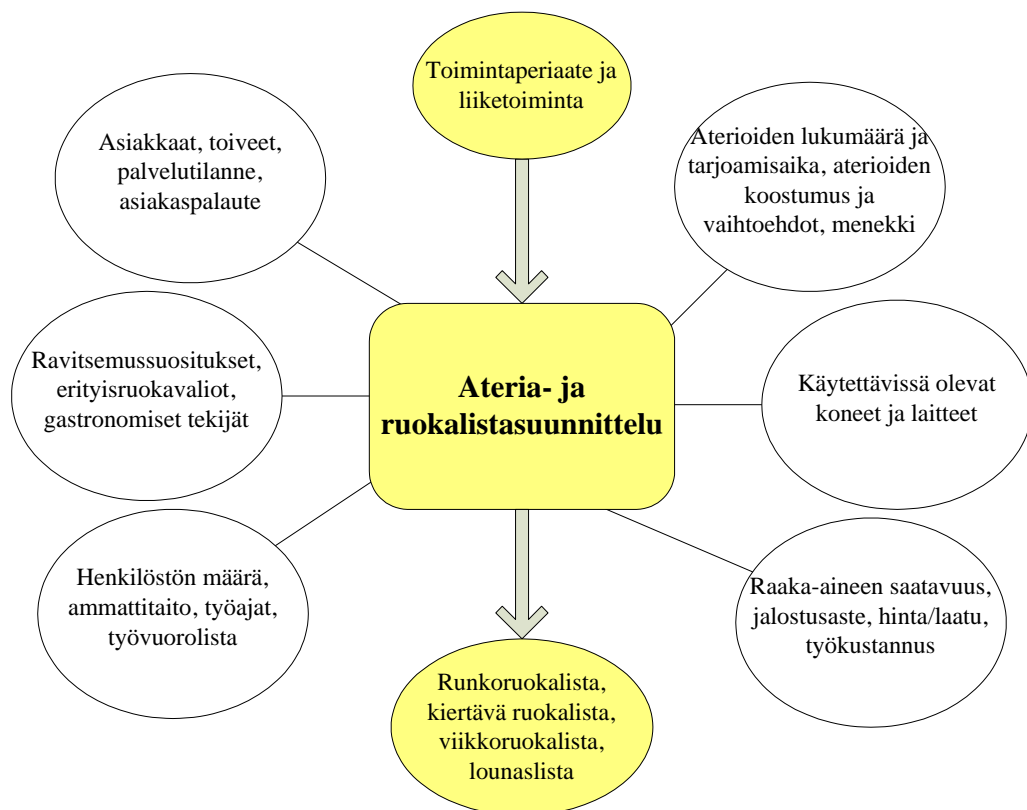 Toimintaperiaate ja
liiketoiminta
Asiakkaat, toiveet,
palvelutilanne,
asiakaspalaute
Aterioiden lukumäärä ja
tarjoamisaika, aterioiden
koostumus ja
vaihtoehdot, menekki
Ravitsemussuositukset,
erityisruokavaliot,
gastronomiset tekijät
Ateria- ja
ruokalistasuunnittelu
Käytettävissä olevat
koneet ja laitteet
Henkilöstön määrä,
ammattitaito, työajat,
työvuorolista
Raaka-aineen saatavuus,
jalostusaste, hinta/laatu,
työkustannus
Runkoruokalista,
kiertävä ruokalista,
viikkoruokalista,
lounaslista